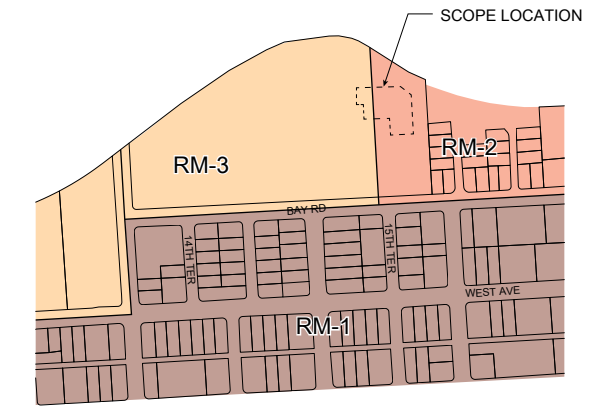 SCOPE LOCATION
RM-2
RM-3
BAY RD
14TH TER
15TH TER
WEST AVE
RM-1